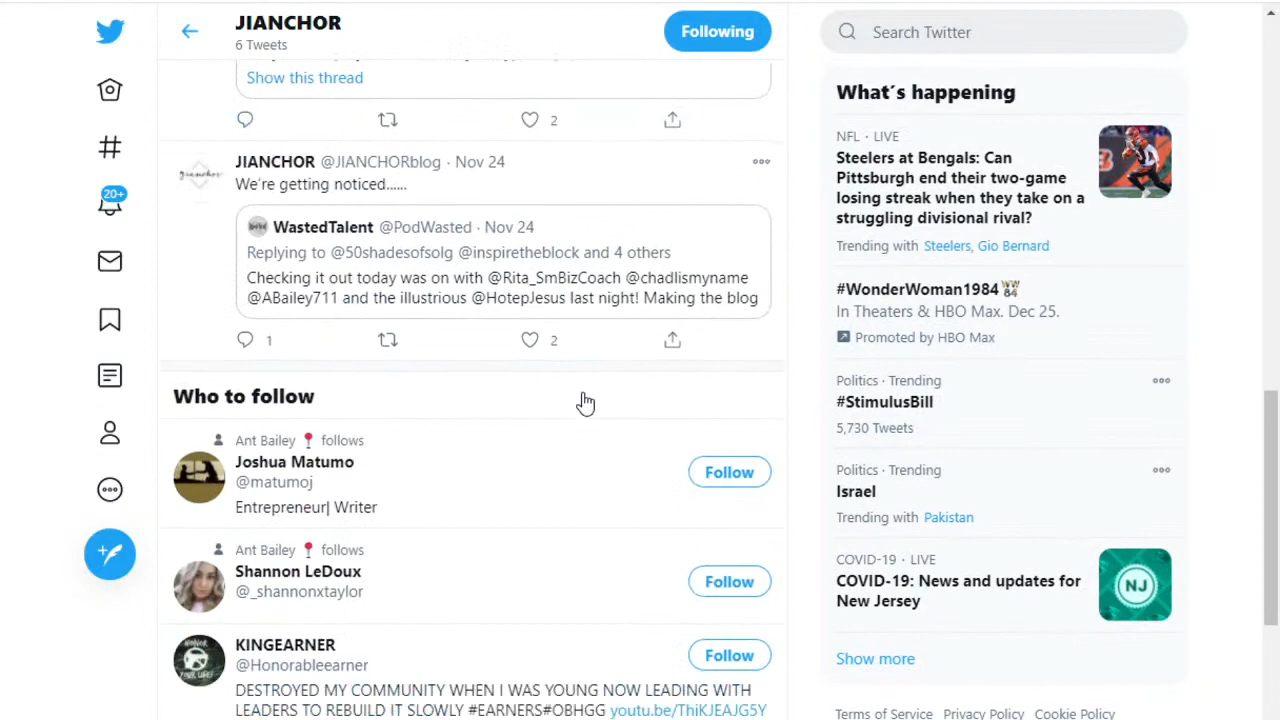 JIANCHOR
6 Tweets
Following
Show this thread
2
JIANCHOR @JIANCHORblog · Nov 24
We're getting noticed......
WastedTalent @PodWasted · Nov 24
Replying to @50shadesofsolg @inspiretheblock and 4 others
Checking it out today was on with @Rita_SmBizCoach @chadlismyname
@ABailey711 and the illustrious @HotepJesus last night! Making the blog
1
2
20+
Who to follow
Ant Bailey follows
Joshua Matumo
@matumoj
Entrepreneur| Writer
Follow
Ant Bailey follows
Shannon LeDoux
@_shannonxtaylor
Follow
KINGEARNER
@Honorableearner
Follow
DESTROYED MY COMMUNITY WHEN I WAS YOUNG NOW LEADING WITH
LEADERS TO REBUILD IT SLOWLY #EARNERS#OBHGG youtu.be/ThiKJEAJG5Y
Search Twitter
What's happening
NFL · LIVE
Steelers at Bengals: Can
Pittsburgh end their two-game
losing streak when they take on a
struggling divisional rival?
Trending with Steelers, Gio Bernard
#WonderWoman1984
In Theaters & HBO Max. Dec 25.
Promoted by HBO Max
Politics · Trending
#StimulusBill
5,730 Tweets
Politics · Trending
Israel
Trending with Pakistan
COVID-19 · LIVE
COVID-19: News and updates for
New Jersey
NJ
Show more
Terms of Service Privacy Policy Cookie Policy